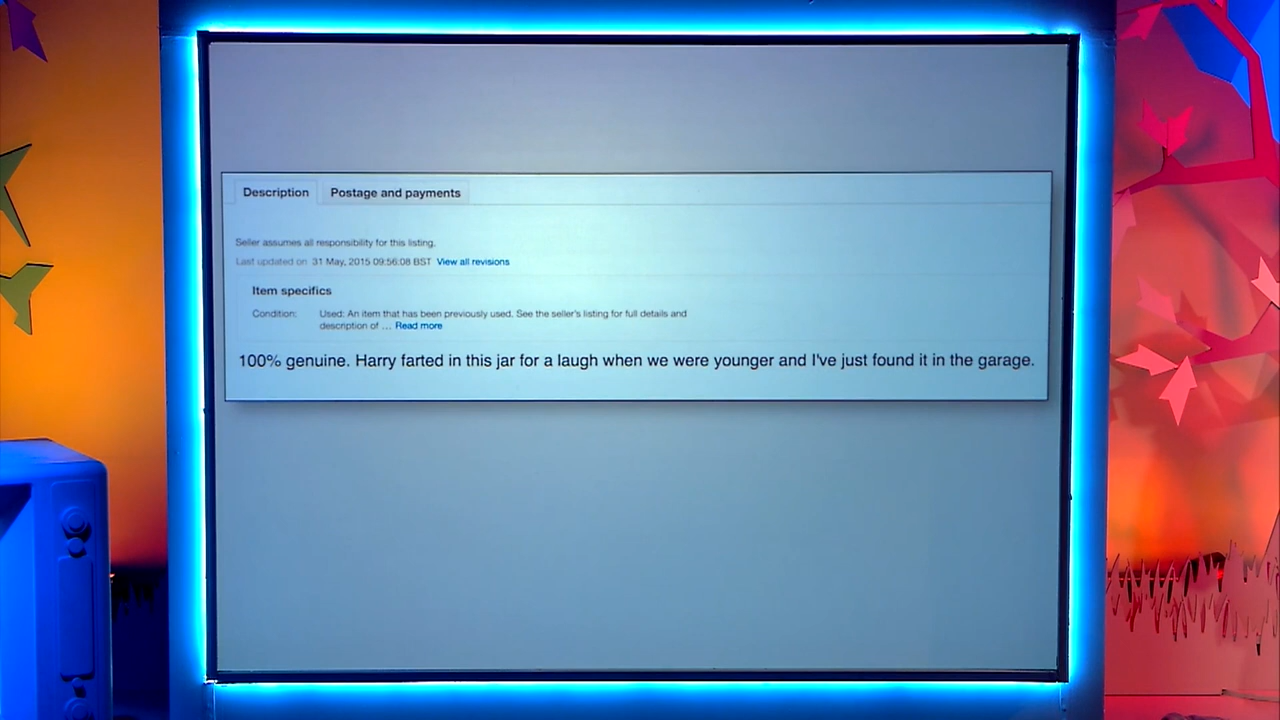 Description Postage and payments
Seller assumes all responsibility for this listing.
Last updated on 31 May, 2015 09:56:08 BST View all revisions
Item specifics
Condition: Used: An item that has been previously used. See the seller's listing for full details and
description of ... Read more
100% genuine. Harry farted in this jar for a laugh when we were younger and I've just found it in the garage.